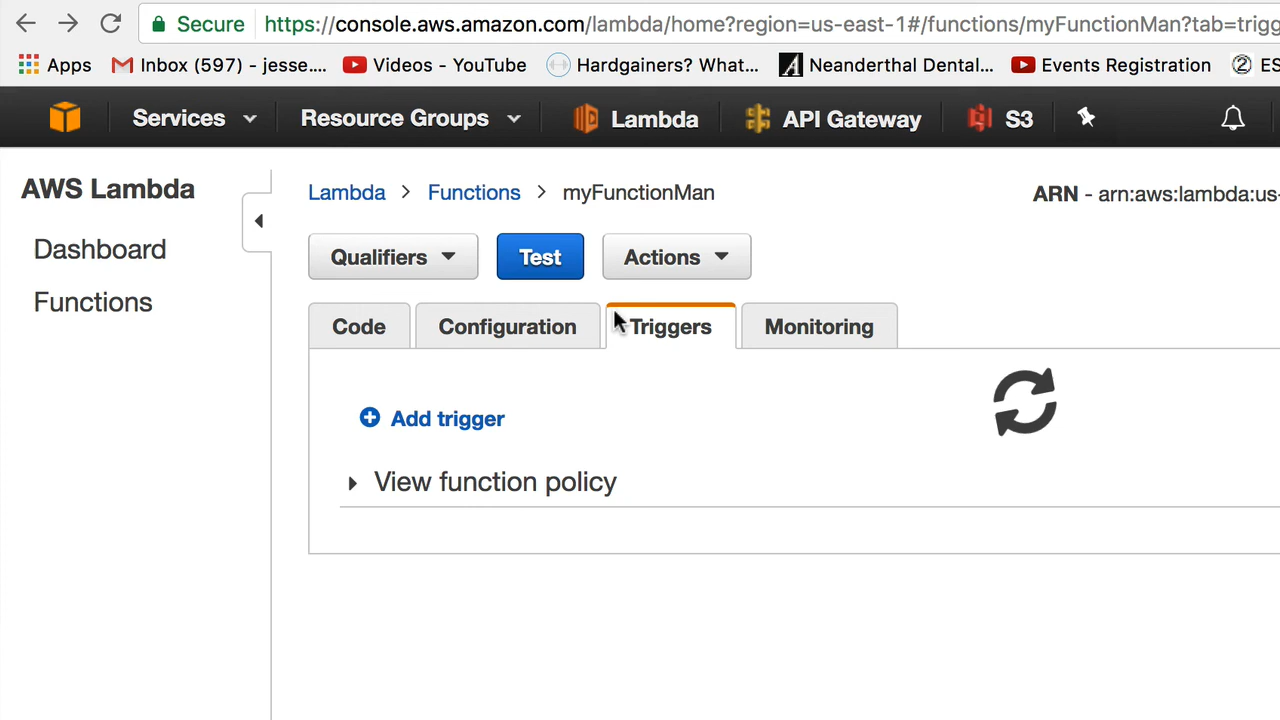 Secure https://console.aws.amazon.com/lambda/home?region=us-east-1#/functions/myFunctionMan?tab=trigg
Apps Inbox (597) - jesse.... Videos - YouTube Hardgainers? What... Neanderthal Dental... Events Registration ② ES
Services Resource Groups Lambda API Gateway S3
AWS Lambda
Dashboard
Functions
Lambda > Functions > myFunctionMan
ARN - arn:aws:lambda:us-
Qualifiers Test Actions
Code Configuration Triggers Monitoring
Add trigger
View function policy